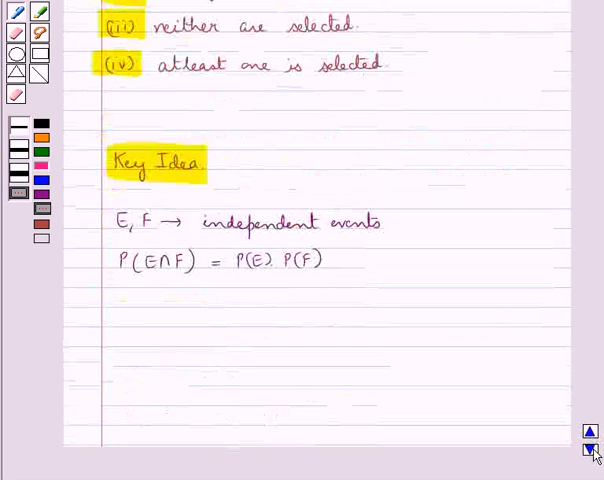 (iii) neither are selected.
(iv) atleast one is selected.
Key Idea.
E, F → independent events
P(E∩F) = P(E). P(F)